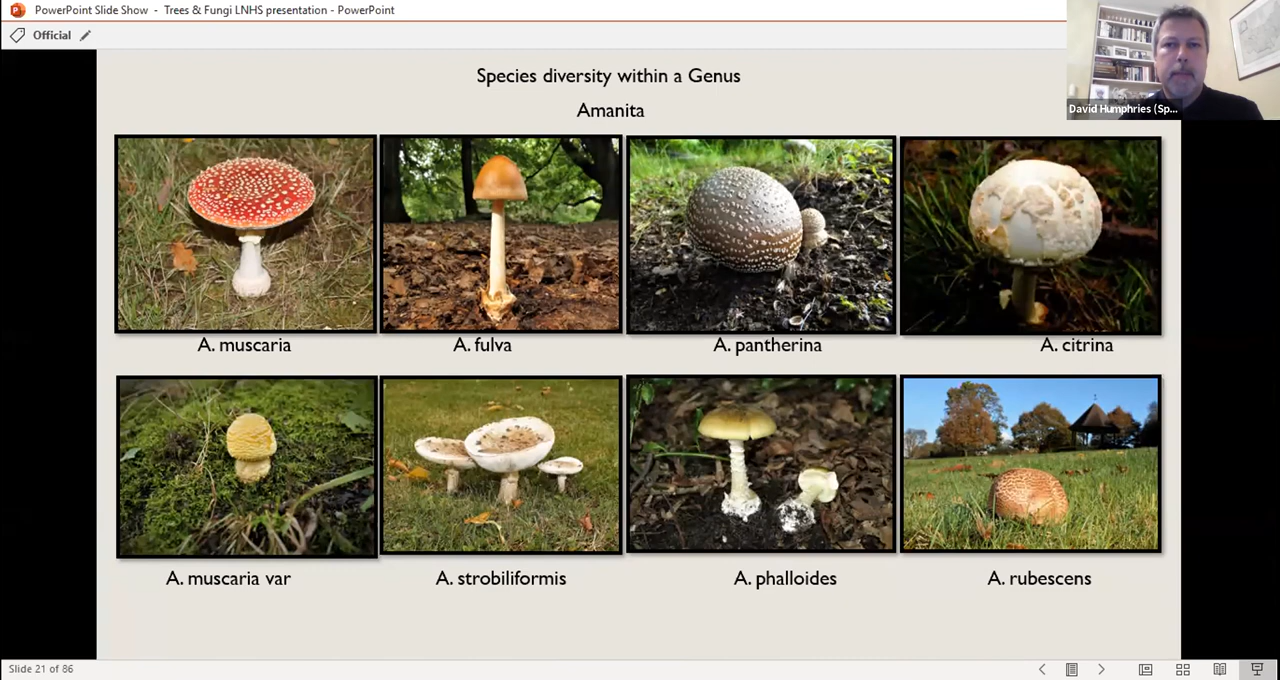 PowerPoint Slide Show - Trees & Fungi LNHS presentation - PowerPoint
Official
David Humphries (Sp...
Species diversity within a Genus
Amanita
A. muscaria
A. fulva
A. pantherina
A. citrina
A. muscaria var
A. strobiliformis
A. phalloides
A. rubescens
Slide 21 of 86